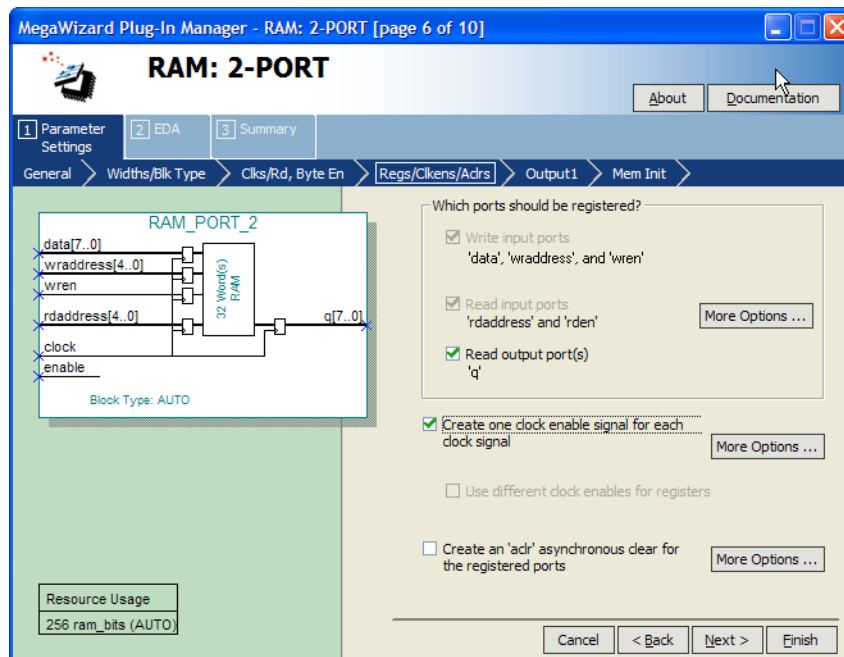 MegaWizard Plug-In Manager - RAM: 2-PORT [page 6 of 10]
RAM: 2-PORT
About
Documentation
1 Parameter
Settings
2 EDA
3 Summary
General
Widths/Blk Type
Clks/Rd, Byte En
Regs/Clkens/Aclrs
Output1
Mem Init
RAM_PORT_2
data[7..0]
wraddress[4..0]
wren
rdaddress[4..0]
clock
enable
32 Word(s)
RAM
q[7..0]
Block Type: AUTO
Resource Usage
256 ram_bits (AUTO)
Which ports should be registered?
Write input ports
'data', 'wraddress', and 'wren'
Read input ports
'rdaddress' and 'rden'
More Options ...
Read output port(s)
'q'
Create one clock enable signal for each
clock signal
More Options ...
Use different clock enables for registers
Create an 'aclr' asynchronous clear for
the registered ports
More Options ...
Cancel
< Back
Next >
Finish